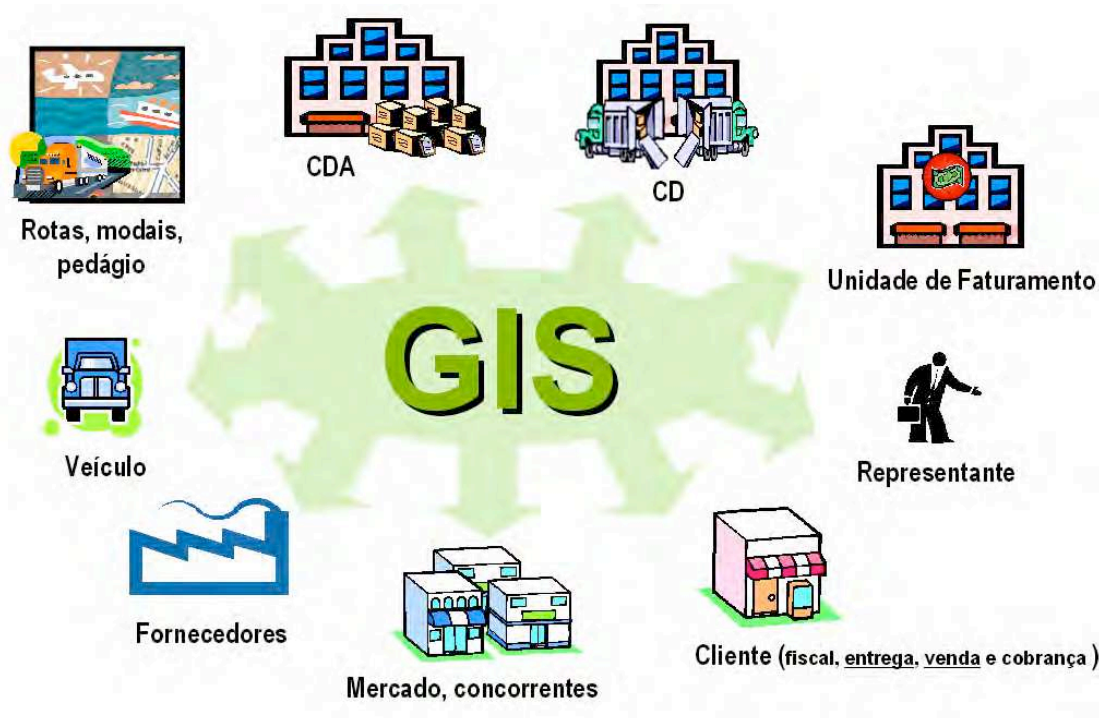 CDA
CD
Rotas, modais,
pedágio
Unidade de Faturamento
GIS
Veículo
Representante
Fornecedores
Mercado, concorrentes
Cliente (fiscal, entrega, venda e cobrança )